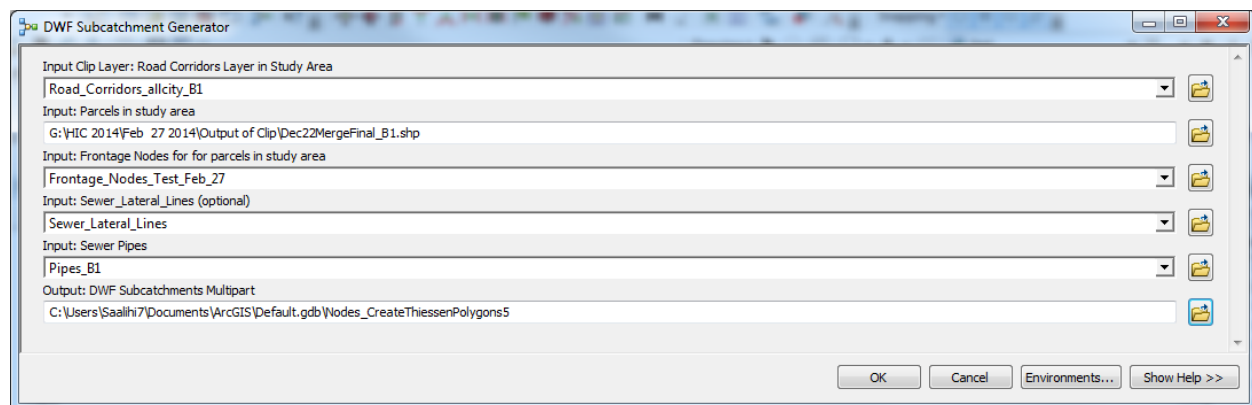 DWF Subcatchment Generator
Input Clip Layer: Road Corridors Layer in Study Area
Road_Corridors_allcity_B1
Input: Parcels in study area
G:\HIC 2014\Feb  27 2014\Output of Clip\Dec22MergeFinal_B1.shp
Input: Frontage Nodes for for parcels in study area
Frontage_Nodes_Test_Feb_27
Input: Sewer_Lateral_Lines (optional)
Sewer_Lateral_Lines
Input: Sewer Pipes
Pipes_B1
Output: DWF Subcatchments Multipart
C:\Users\Saalihi7\Documents\ArcGIS\Default.gdb\Nodes_CreateThiessenPolygons5
OK Cancel Environments... Show Help >>